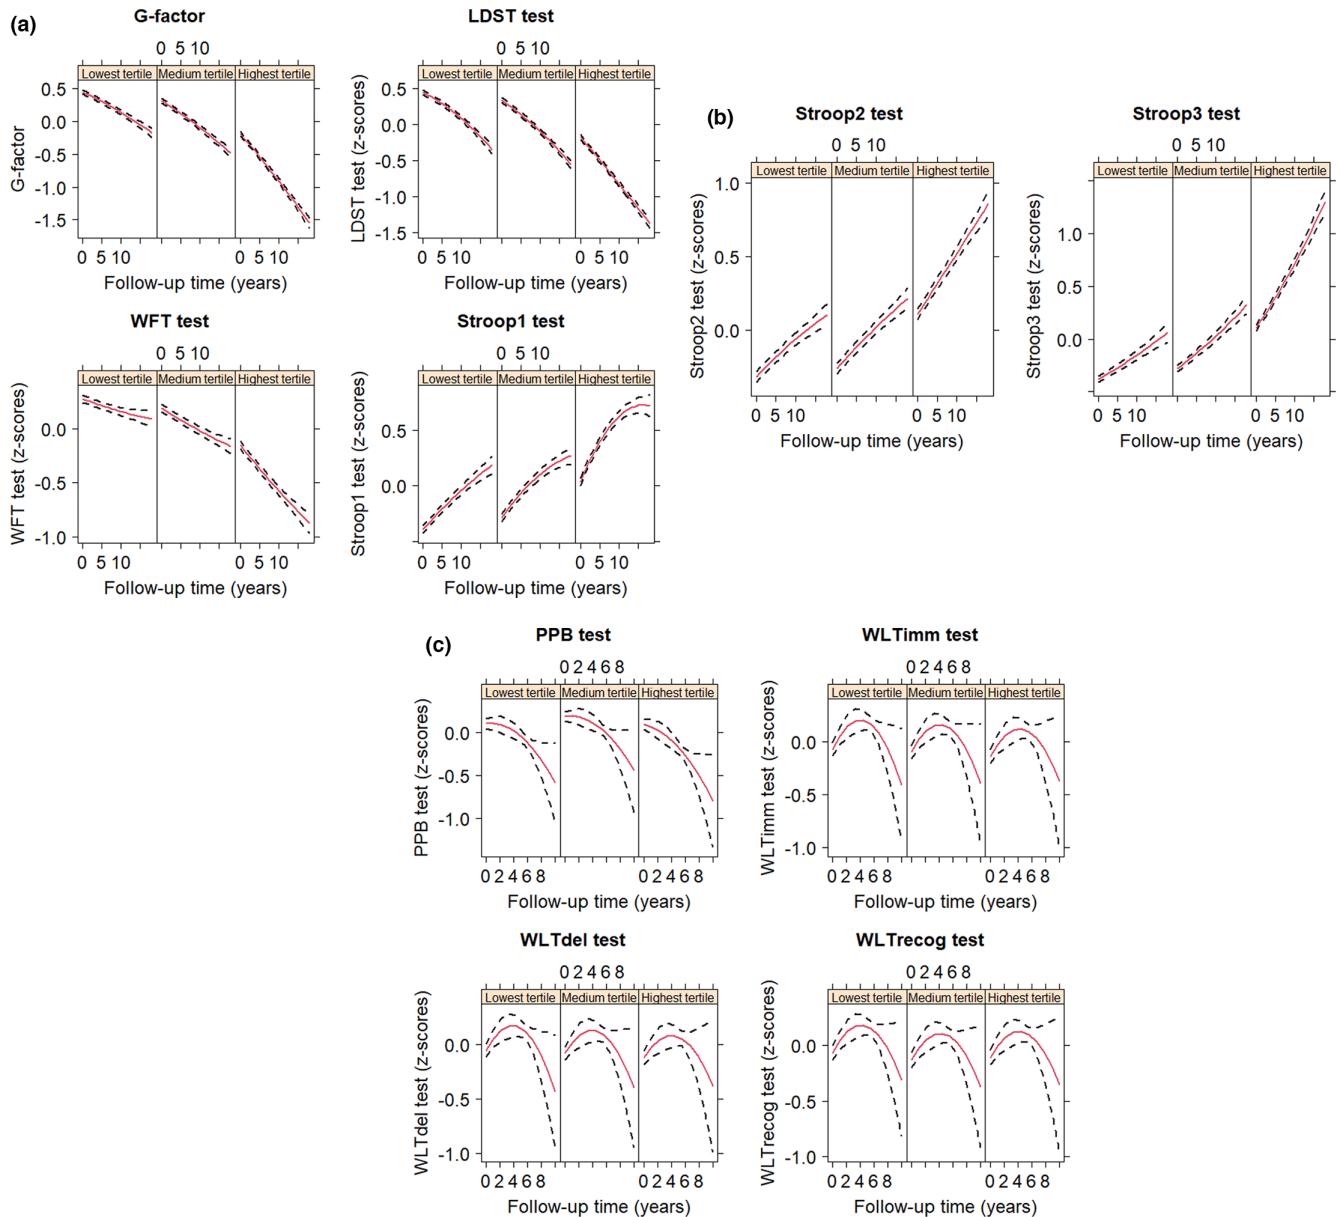 (a)
G-factor
0 5 10
Lowest tertile Medium tertile Highest tertile
0.5
0.0
-0.5
-1.0
-1.5
G-factor
0 5 10 0 5 10
Follow-up time (years)
LDST test
0 5 10
Lowest tertile Medium tertile Highest tertile
0.5
0.0
-0.5
-1.0
-1.5
LDST test (z-scores)
0 5 10 0 5 10
Follow-up time (years)
WFT test
0 5 10
Lowest tertile Medium tertile Highest tertile
0.0
-0.5
-1.0
WFT test (z-scores)
0 5 10 0 5 10
Follow-up time (years)
Stroop1 test
0 5 10
Lowest tertile Medium tertile Highest tertile
0.5
0.0
Stroop1 test (z-scores)
0 5 10 0 5 10
Follow-up time (years)
(b)
Stroop2 test
0 5 10
Lowest tertile Medium tertile Highest tertile
1.0
0.5
0.0
Stroop2 test (z-scores)
0 5 10 0 5 10
Follow-up time (years)
Stroop3 test
0 5 10
Lowest tertile Medium tertile Highest tertile
1.0
0.5
0.0
Stroop3 test (z-scores)
0 5 10 0 5 10
Follow-up time (years)
(c)
PPB test
0 2 4 6 8
Lowest tertile Medium tertile Highest tertile
0.0
-0.5
-1.0
PPB test (z-scores)
0 2 4 6 8 0 2 4 6 8
Follow-up time (years)
WLTimm test
0 2 4 6 8
Lowest tertile Medium tertile Highest tertile
0.0
-0.5
-1.0
WLTimm test (z-scores)
0 2 4 6 8 0 2 4 6 8
Follow-up time (years)
WLTdel test
0 2 4 6 8
Lowest tertile Medium tertile Highest tertile
0.0
-0.5
-1.0
WLTdel test (z-scores)
0 2 4 6 8 0 2 4 6 8
Follow-up time (years)
WLTrecog test
0 2 4 6 8
Lowest tertile Medium tertile Highest tertile
0.0
-0.5
-1.0
WLTrecog test (z-scores)
0 2 4 6 8 0 2 4 6 8
Follow-up time (years)